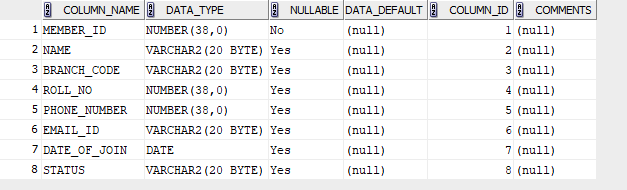 COLUMN_NAME DATA_TYPE NULLABLE DATA_DEFAULT COLUMN_ID COMMENTS
1 MEMBER_ID NUMBER(38,0) No (null) 1 (null)
2 NAME VARCHAR2(20 BYTE) Yes (null) 2 (null)
3 BRANCH_CODE VARCHAR2(20 BYTE) Yes (null) 3 (null)
4 ROLL_NO NUMBER(38,0) Yes (null) 4 (null)
5 PHONE_NUMBER NUMBER(38,0) Yes (null) 5 (null)
6 EMAIL_ID VARCHAR2(20 BYTE) Yes (null) 6 (null)
7 DATE_OF_JOIN DATE Yes (null) 7 (null)
8 STATUS VARCHAR2(20 BYTE) Yes (null) 8 (null)